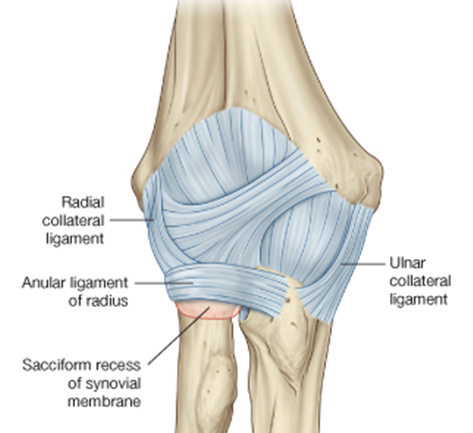 Radial
collateral
ligament
Anular ligament
of radius
Sacciform recess
of synovial
membrane
Ulnar
collateral
ligament